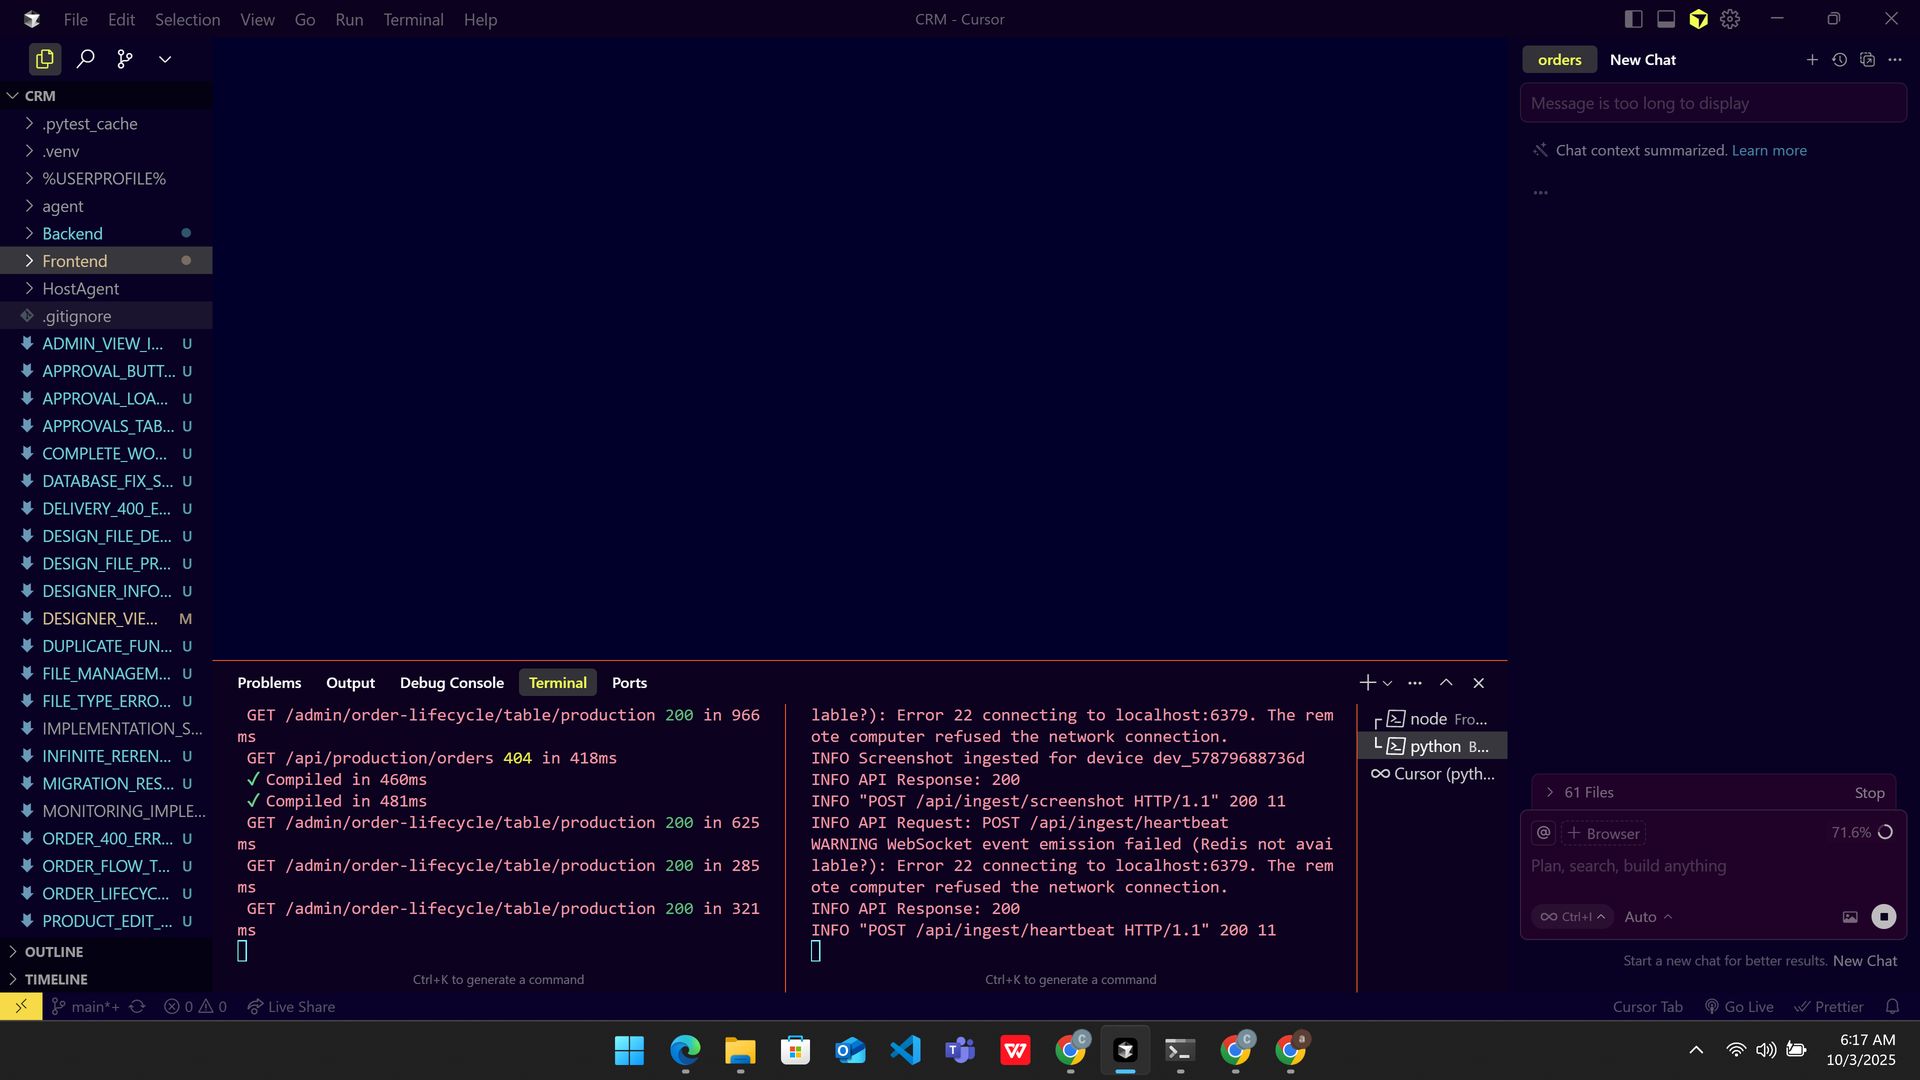 File Edit Selection View Go Run Terminal Help
CRM - Cursor
CRM
.pytest_cache
.venv
%USERPROFILE%
agent
Backend
Frontend
HostAgent
.gitignore
ADMIN_VIEW_I... U
APPROVAL_BUTT... U
APPROVAL_LOA... U
APPROVALS_TAB... U
COMPLETE_WO... U
DATABASE_FIX_S... U
DELIVERY_400_E... U
DESIGN_FILE_DE... U
DESIGN_FILE_PR... U
DESIGNER_INFO... U
DESIGNER_VIE... M
DUPLICATE_FUN... U
FILE_MANAGEM... U
FILE_TYPE_ERRO... U
IMPLEMENTATION_S...
INFINITE_REREN... U
MIGRATION_RES... U
MONITORING_IMPLE...
ORDER_400_ERR... U
ORDER_FLOW_T... U
ORDER_LIFECYC... U
PRODUCT_EDIT_... U
OUTLINE
TIMELINE
Problems Output Debug Console Terminal Ports
GET /admin/order-lifecycle/table/production 200 in 966
ms
GET /api/production/orders 404 in 418ms
✓ Compiled in 460ms
✓ Compiled in 481ms
GET /admin/order-lifecycle/table/production 200 in 625
ms
GET /admin/order-lifecycle/table/production 200 in 285
ms
GET /admin/order-lifecycle/table/production 200 in 321
ms
Ctrl+K to generate a command
lable?): Error 22 connecting to localhost:6379. The rem
ote computer refused the network connection.
INFO Screenshot ingested for device dev_57879688736d
INFO API Response: 200
INFO "POST /api/ingest/screenshot HTTP/1.1" 200 11
INFO API Request: POST /api/ingest/heartbeat
WARNING WebSocket event emission failed (Redis not avai
lable?): Error 22 connecting to localhost:6379. The rem
ote computer refused the network connection.
INFO API Response: 200
INFO "POST /api/ingest/heartbeat HTTP/1.1" 200 11
Ctrl+K to generate a command
node Fro...
python B...
Cursor (pyth...
orders New Chat
Message is too long to display
Chat context summarized. Learn more
61 Files Stop
@ + Browser 71.6%
Plan, search, build anything
Ctrl+I Auto
Start a new chat for better results. New Chat
main*+ 0 0 Live Share
Cursor Tab Go Live Prettier
6:17 AM
10/3/2025